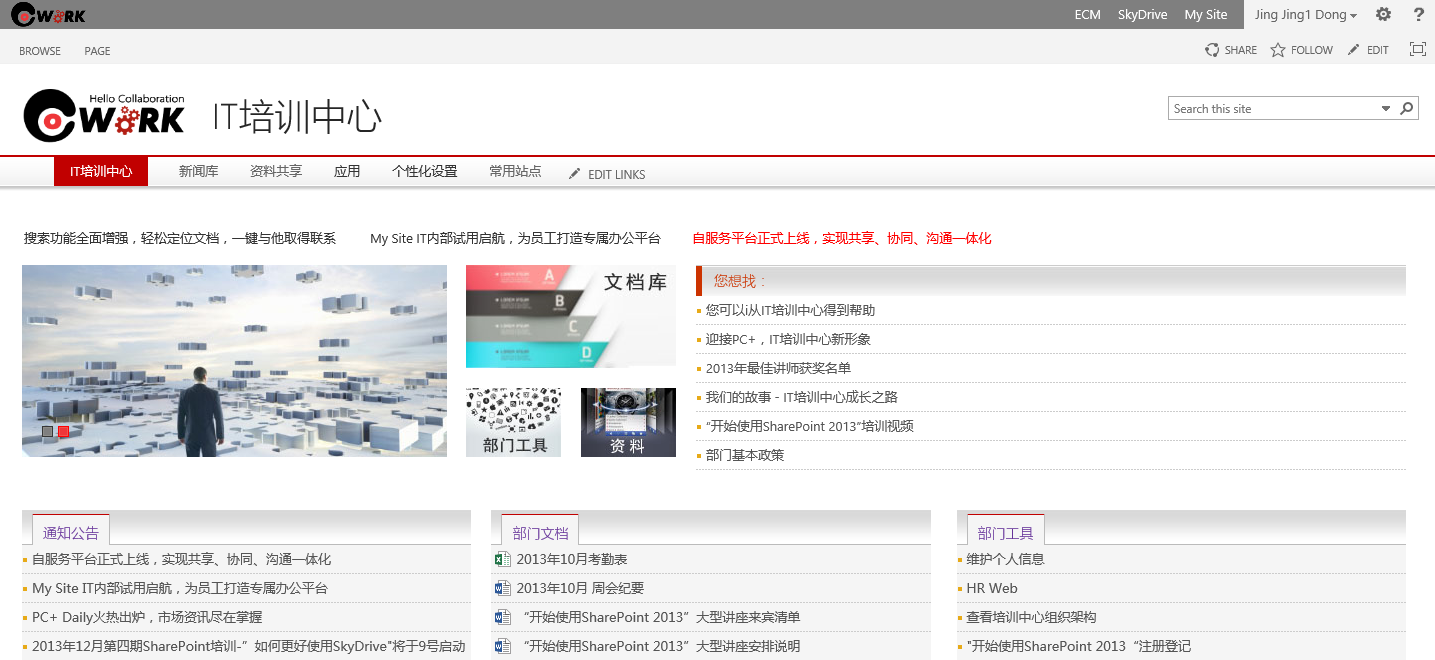 CWORK
ECM SkyDrive My Site Jing Jing1 Dong ?
BROWSE PAGE
SHARE FOLLOW EDIT
Hello Collaboration
CWORK
IT培训中心
Search this site
IT培训中心 新闻库 资料共享 应用 个性化设置 常用站点 EDIT LINKS
搜索功能全面增强，轻松定位文档，一键与他取得联系
My Site IT内部试用启航，为员工打造专属办公平台
自服务平台正式上线，实现共享、协同、沟通一体化
文档库
LOREM IPSUM A
LOREM IPSUM B
LOREM IPSUM C
LOREM IPSUM D
部门工具
资料
您想找：
您可以i从IT培训中心得到帮助
迎接PC+，IT培训中心新形象
2013年最佳讲师获奖名单
我们的故事 - IT培训中心成长之路
“开始使用SharePoint 2013”培训视频
部门基本政策
通知公告
自服务平台正式上线，实现共享、协同、沟通一体化
My Site IT内部试用启航，为员工打造专属办公平台
PC+ Daily火热出炉，市场资讯尽在掌握
2013年12月第四期SharePoint培训-”如何更好使用SkyDrive"将于9号启动
部门文档
2013年10月考勤表
2013年10月 周会纪要
“开始使用SharePoint 2013”大型讲座来宾清单
“开始使用SharePoint 2013”大型讲座安排说明
部门工具
维护个人信息
HR Web
查看培训中心组织架构
"开始使用SharePoint 2013“注册登记